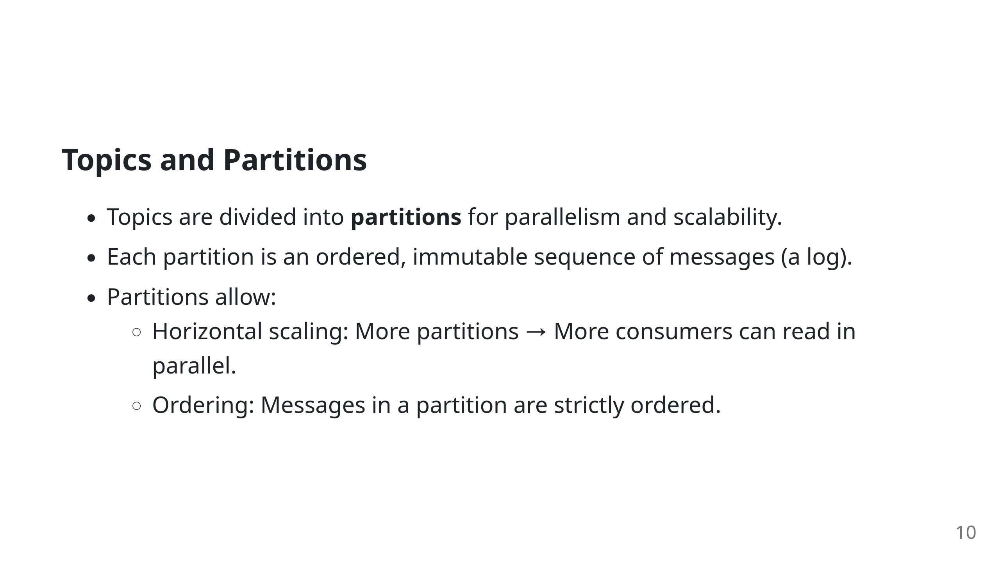 Topics and Partitions
• Topics are divided into partitions for parallelism and scalability.
• Each partition is an ordered, immutable sequence of messages (a log).
• Partitions allow:
○ Horizontal scaling: More partitions → More consumers can read in
parallel.
○ Ordering: Messages in a partition are strictly ordered.
10